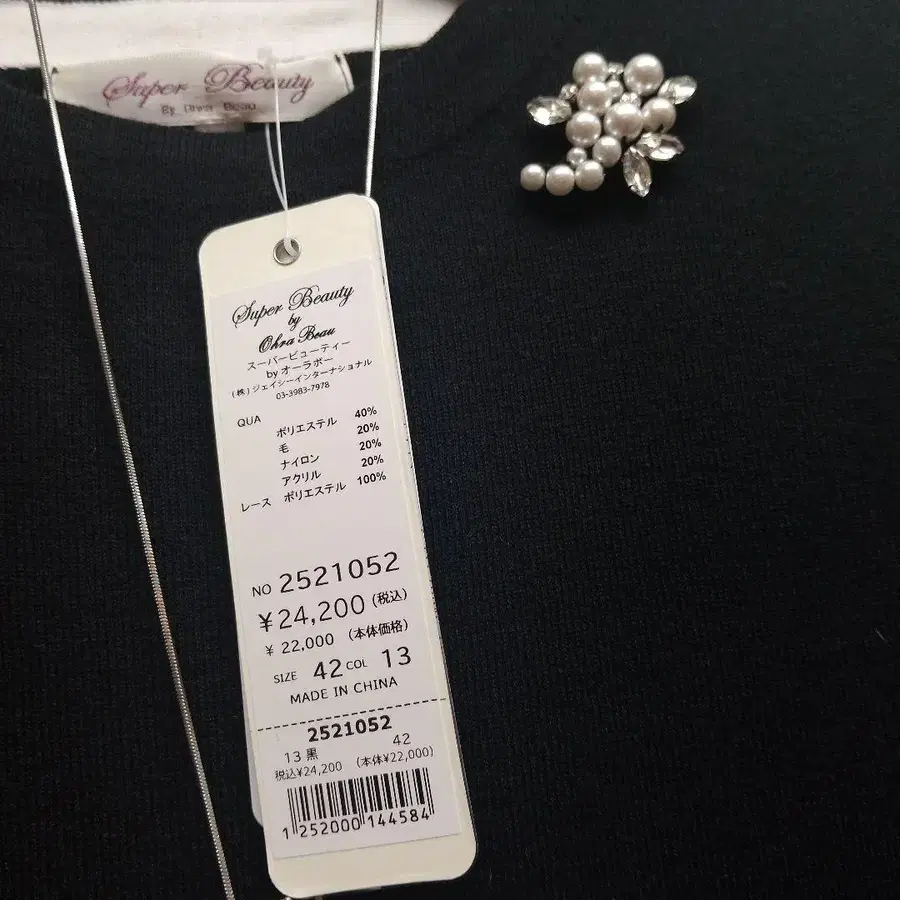 Super Beauty
By Ohra Beau
Super Beauty
by
Ohra Beau
スーパービューティー
by オーラボー
(株)ジェイシーインターナショナル
03-3983-7978
QUA
ポリエステル 40%
毛 20%
ナイロン 20%
アクリル 20%
レース ポリエステル 100%
NO 2521052
¥24,200(税込)
¥ 22,000 (本体価格)
SIZE 42 COL 13
MADE IN CHINA
2521052
13 黒 42
税込¥24,200 (本体¥22,000)
1 252000 144584